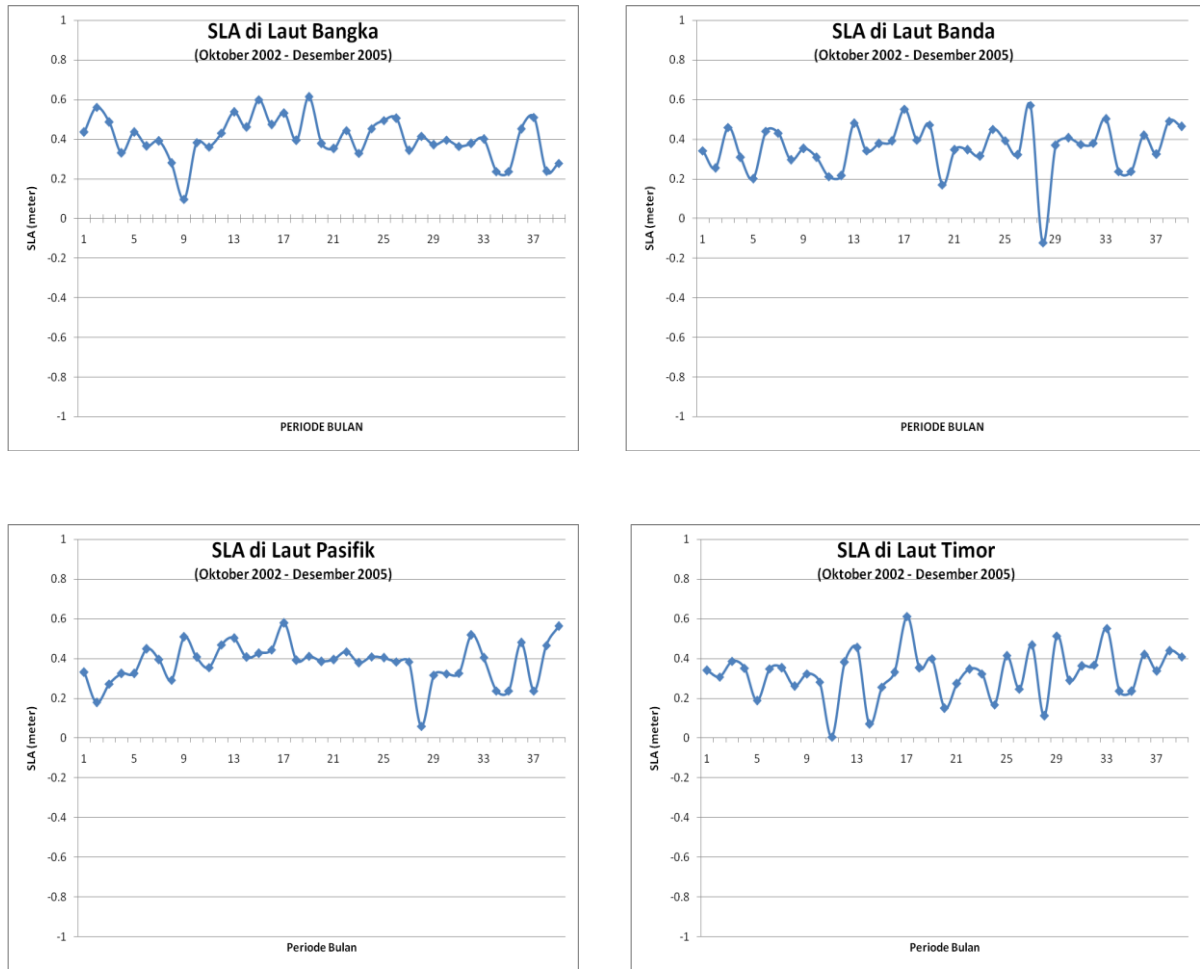 SLA di Laut Bangka
(Oktober 2002 - Desember 2005)
1
0.8
0.6
0.4
0.2
0
-0.2
-0.4
-0.6
-0.8
-1
SLA (meter)
1 5 9 13 17 21 25 29 33 37
PERIODE BULAN
SLA di Laut Banda
(Oktober 2002 - Desember 2005)
1
0.8
0.6
0.4
0.2
0
-0.2
-0.4
-0.6
-0.8
-1
SLA (meter)
1 5 9 13 17 21 25 29 33 37
PERIODE BULAN
SLA di Laut Pasifik
(Oktober 2002 - Desember 2005)
1
0.8
0.6
0.4
0.2
0
-0.2
-0.4
-0.6
-0.8
-1
SLA (meter)
1 5 9 13 17 21 25 29 33 37
Periode Bulan
SLA di Laut Timor
(Oktober 2002 - Desember 2005)
1
0.8
0.6
0.4
0.2
0
-0.2
-0.4
-0.6
-0.8
-1
SLA (meter)
1 5 9 13 17 21 25 29 33 37
Periode Bulan